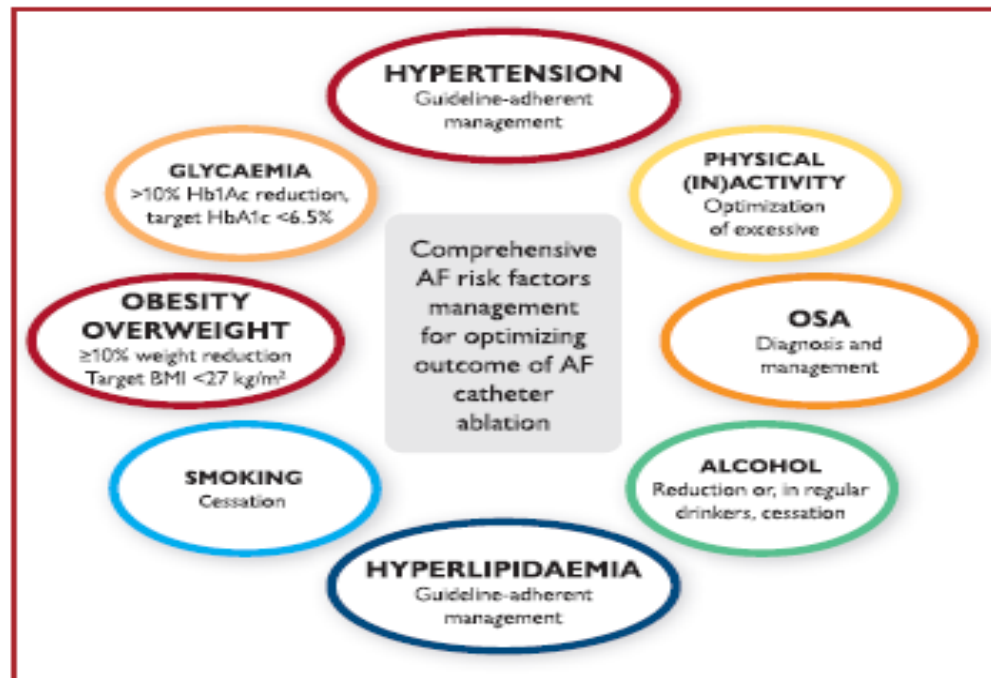 HYPERTENSION
Guideline-adherent
management
GLYCAEMIA
>10% Hb1Ac reduction,
target HbA1c <6.5%
PHYSICAL
(IN)ACTIVITY
Optimization
of excessive
Comprehensive
AF risk factors
management
for optimizing
outcome of AF
catheter
ablation
OBESITY
OVERWEIGHT
≥10% weight reduction
Target BMI <27 kg/m²
OSA
Diagnosis and
management
SMOKING
Cessation
ALCOHOL
Reduction or, in regular
drinkers, cessation
HYPERLIPIDAEMIA
Guideline-adherent
management